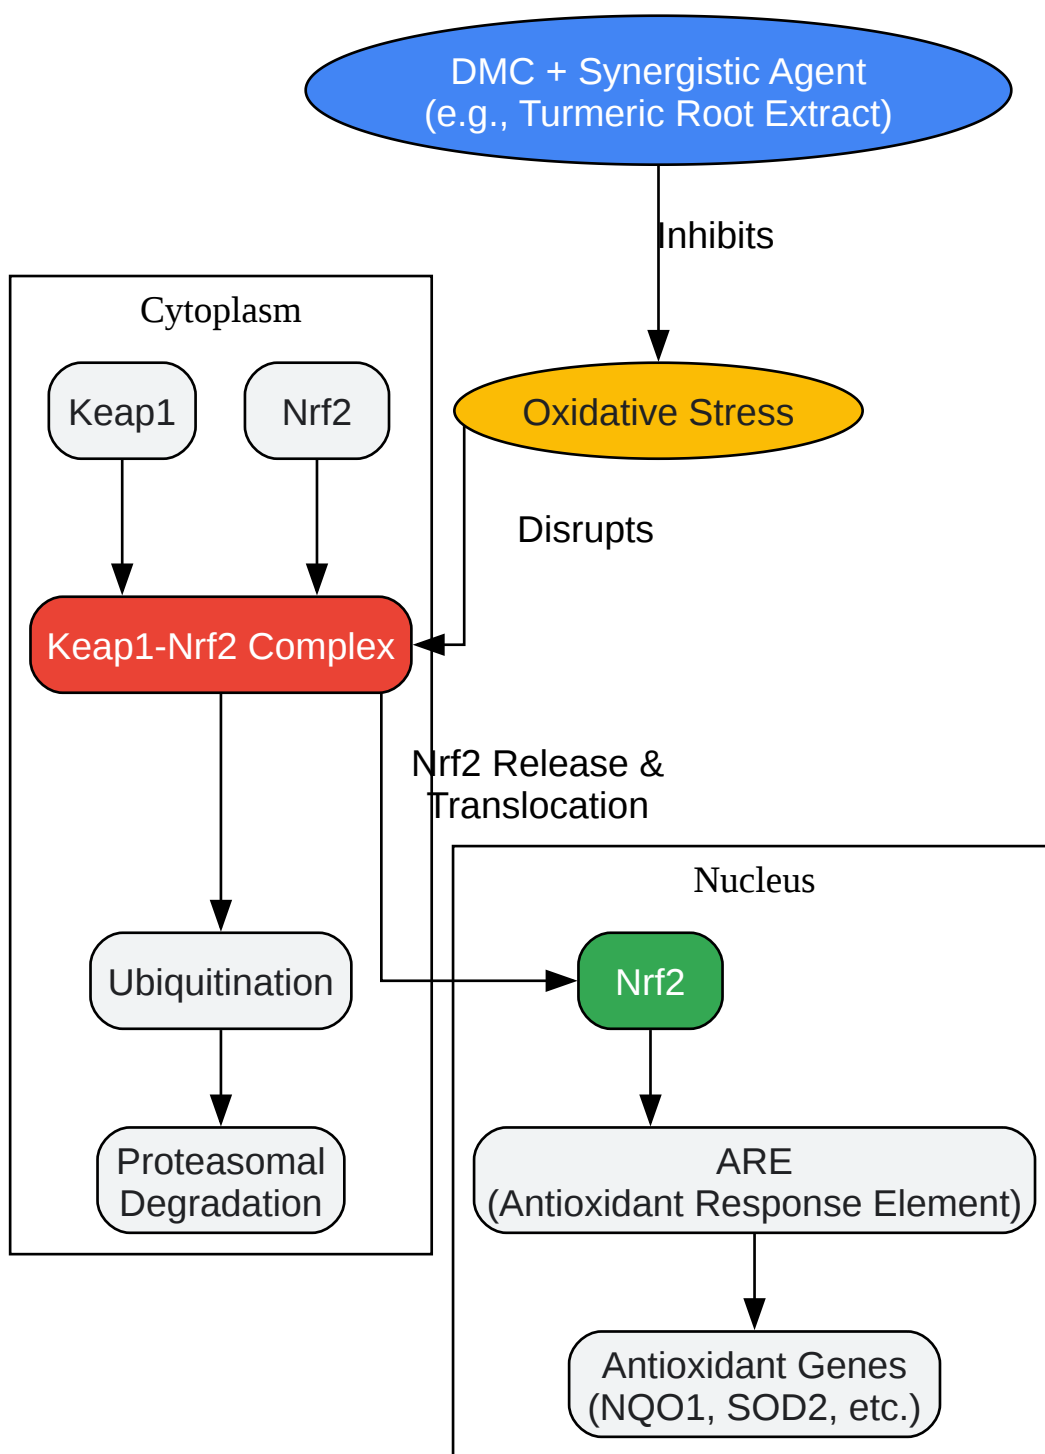 DMC + Synergistic Agent
(e.g., Turmeric Root Extract)
Inhibits
Cytoplasm
Keap1
Nrf2
Oxidative Stress
Disrupts
Keap1-Nrf2 Complex
Nrf2 Release &
Translocation
Nucleus
Ubiquitination
Nrf2
Proteasomal
Degradation
ARE
(Antioxidant Response Element)
Antioxidant Genes
(NQO1, SOD2, etc.)